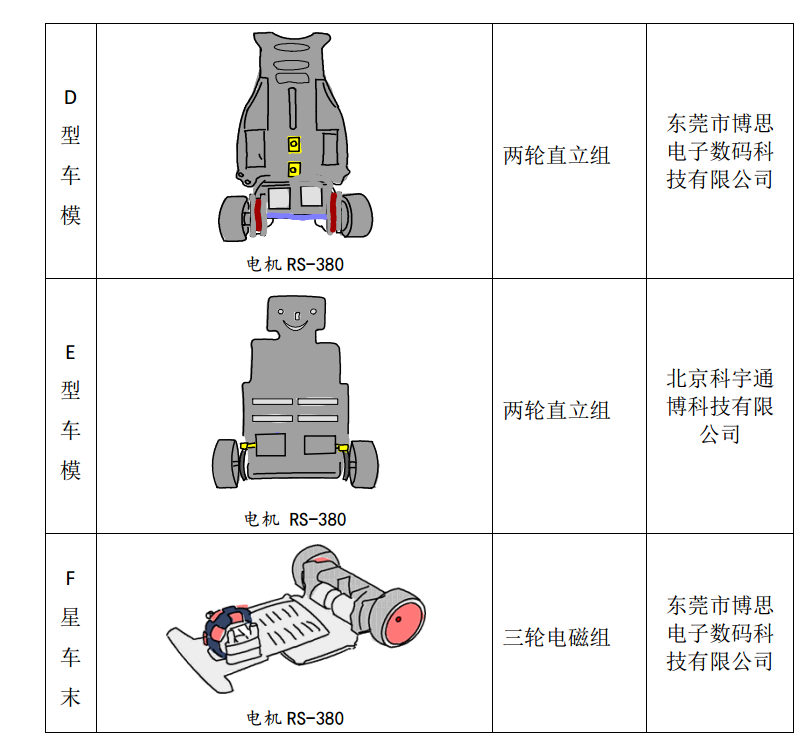 D
型
车
模
电机 RS-380
两轮直立组
东莞市博思
电子数码科
技有限公司
E
型
车
模
电机 RS-380
两轮直立组
北京科宇通
博科技有限
公司
F
星
车
末
电机 RS-380
三轮电磁组
东莞市博思
电子数码科
技有限公司